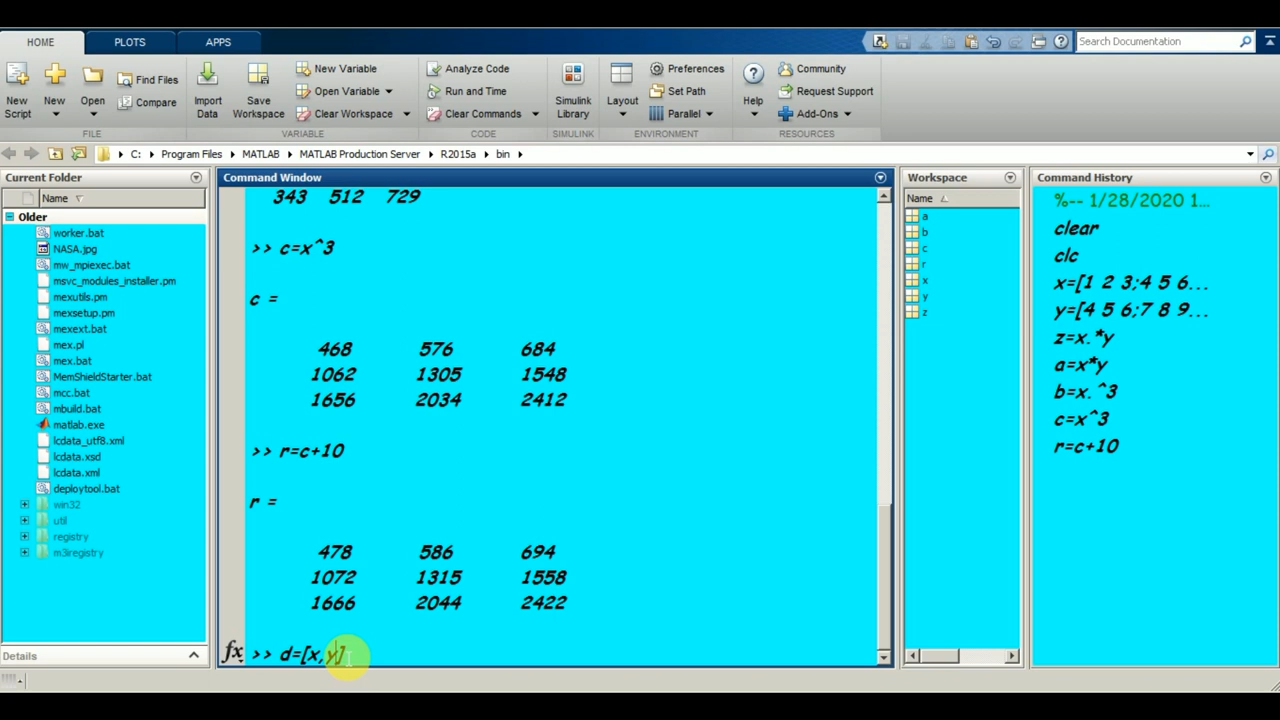 HOME PLOTS APPS
Search Documentation
New Script
New
Open
Find Files
Compare
Import Data
Save Workspace
New Variable
Open Variable
Clear Workspace
Analyze Code
Run and Time
Clear Commands
Simulink Library
Layout
Preferences
Set Path
Parallel
Help
Community
Request Support
Add-Ons
FILE VARIABLE CODE SIMULINK ENVIRONMENT RESOURCES
C: Program Files MATLAB MATLAB Production Server R2015a bin
Current Folder
Name
Older
worker.bat
NASA.jpg
mw_mpiexec.bat
msvc_modules_installer.pm
mexutils.pm
mexsetup.pm
mexext.bat
mex.pl
mex.bat
MemShieldStarter.bat
mcc.bat
mbuild.bat
matlab.exe
lcdata_utf8.xml
lcdata.xsd
lcdata.xml
deploytool.bat
win32
util
registry
m3iregistry
Details
Command Window
343 512 729
>> c=x^3
c =
468 576 684
1062 1305 1548
1656 2034 2412
>> r=c+10
r =
478 586 694
1072 1315 1558
1666 2044 2422
fx >> d=[x,y]
Workspace
Name
a
b
c
r
x
y
z
Command History
%-- 1/28/2020 1...
clear
clc
x=[1 2 3;4 5 6...
y=[4 5 6;7 8 9...
z=x.*y
a=x*y
b=x.^3
c=x^3
r=c+10